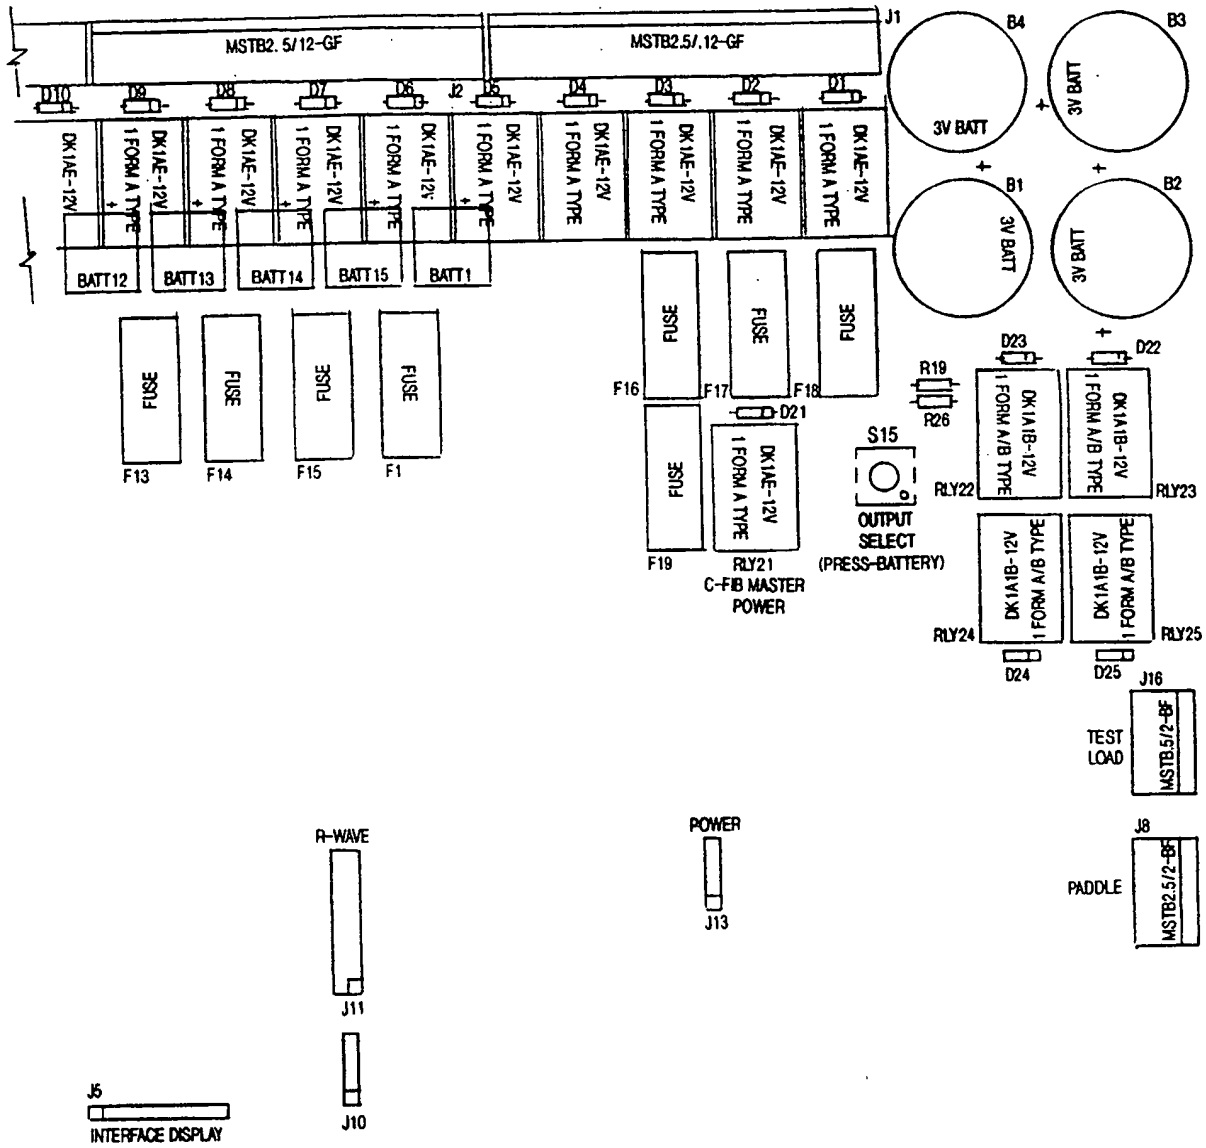 J1
B4
B3
MSTB2. 5/12-GF
MSTB2.5/.12-GF
D10
D9
D8
D7
D6
J2
D5
D4
D3
D2
D1
3V BATT
3V BATT
+
+
+
DK1AE-12V
1 FORM A TYPE
DK1AE-12V
1 FORM A TYPE
DK1AE-12V
1 FORM A TYPE
DK1AE-12V
1 FORM A TYPE
DK1AE-12V
1 FORM A TYPE
DK1AE-12V
1 FORM A TYPE
DK1AE-12V
1 FORM A TYPE
DK1AE-12V
1 FORM A TYPE
DK1AE-12V
1 FORM A TYPE
DK1AE-12V
B1
B2
3V BATT
3V BATT
+
+
+
+
+
+
BATT12
BATT13
BATT14
BATT15
BATT1
FUSE
FUSE
FUSE
FUSE
FUSE
FUSE
FUSE
F13
F14
F15
F1
F16
F17
F18
D21
D23
D22
R19
R26
DK1A1B-12V
1 FORM A/B TYPE
DK1A1B-12V
1 FORM A/B TYPE
RLY22
RLY23
FUSE
F19
DK1AE-12V
1 FORM A TYPE
RLY21
C-FIB MASTER
POWER
S15
OUTPUT
SELECT
(PRESS-BATTERY)
DK1A1B-12V
1 FORM A/B TYPE
DK1A1B-12V
1 FORM A/B TYPE
RLY24
RLY25
D24
D25
J16
TEST
LOAD
MSTB.5/2-BF
R-WAVE
J11
POWER
J13
J8
PADDLE
MSTB2.5/2-BF
J10
J5
INTERFACE DISPLAY